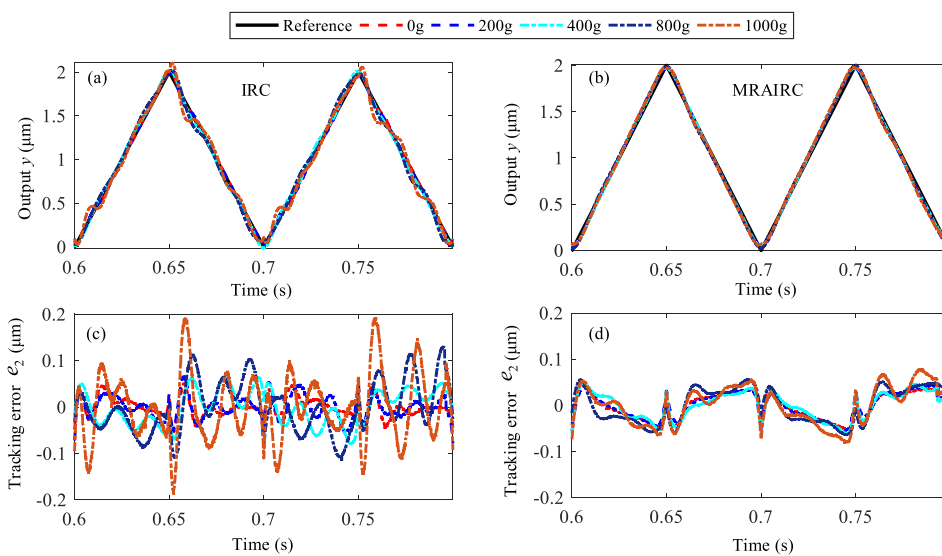 Reference 0g 200g 400g 800g 1000g
(a) IRC
Output y (μm)
2
1.5
1
0.5
0
0.6 0.65 0.7 0.75
Time (s)
(b) MRAIRC
Output y (μm)
2
1.5
1
0.5
0
0.6 0.65 0.7 0.75
Time (s)
(c)
Tracking error e₂ (μm)
0.2
0.1
0
-0.1
-0.2
0.6 0.65 0.7 0.75
Time (s)
(d)
Tracking error e₂ (μm)
0.2
0.1
0
-0.1
-0.2
0.6 0.65 0.7 0.75
Time (s)